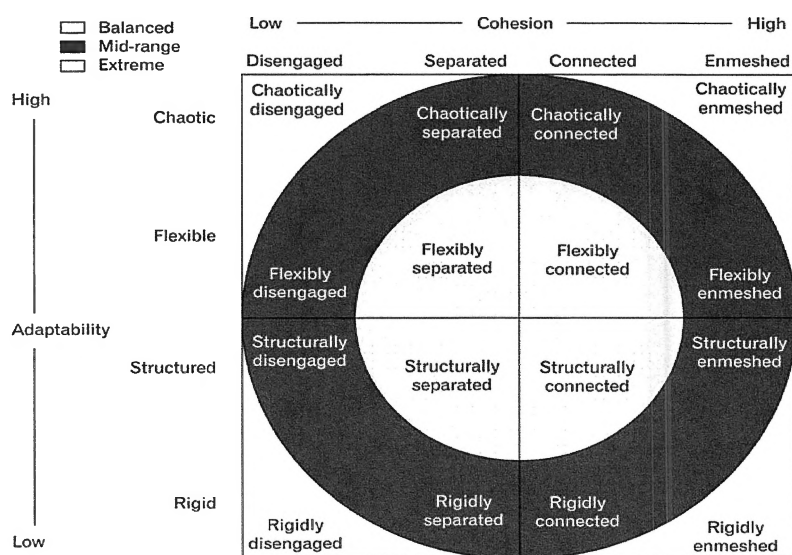 Low Cohesion High
Balanced
Mid-range
Extreme
Disengaged Separated Connected Enmeshed
High
Chaotic
Chaotically
disengaged
Chaotically
separated
Chaotically
connected
Chaotically
enmeshed
Flexible
Flexibly
disengaged
Flexibly
separated
Flexibly
connected
Flexibly
enmeshed
Adaptability
Structured
Structurally
disengaged
Structurally
separated
Structurally
connected
Structurally
enmeshed
Rigid
Rigidly
disengaged
Rigidly
separated
Rigidly
connected
Rigidly
enmeshed
Low